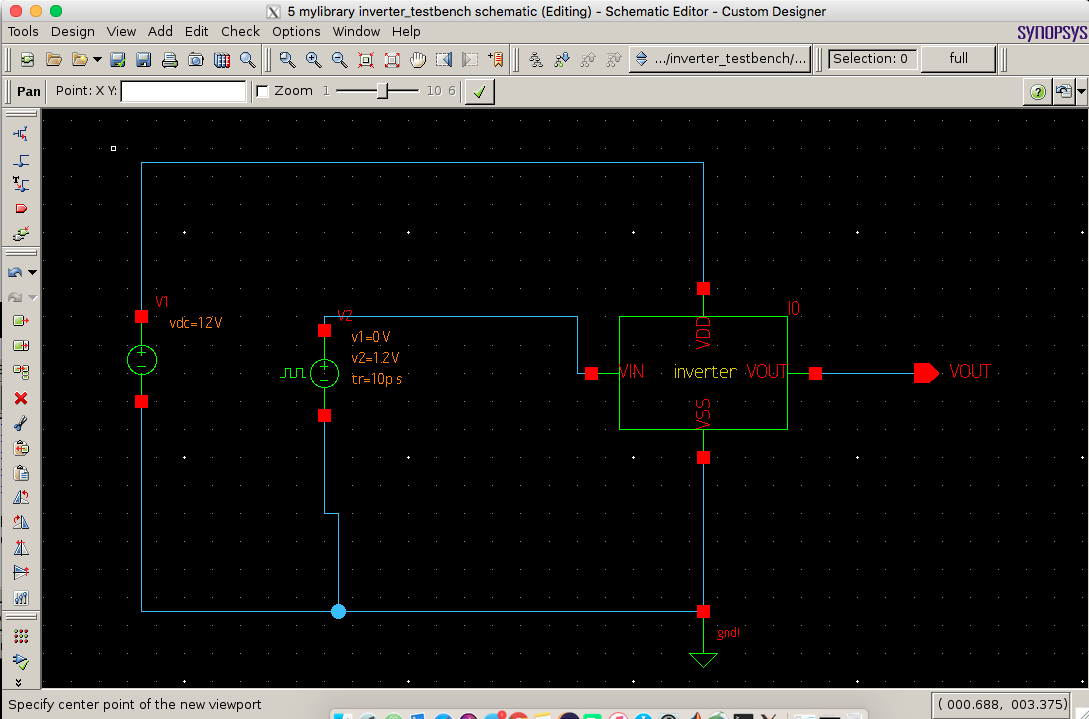 5 mylibrary inverter_testbench schematic (Editing) - Schematic Editor - Custom Designer
Tools Design View Add Edit Check Options Window Help
SYNOPSYS
.../inverter_testbench/... Selection: 0 full
Pan Point: X Y: Zoom 1 10 6
V1
vdc=1.2V
V2
v1=0 V
v2=1.2V
tr=10p s
I0
VDD
VIN inverter VOUT VOUT
VSS
gnd!
Specify center point of the new viewport ( 000.688, 003.375)